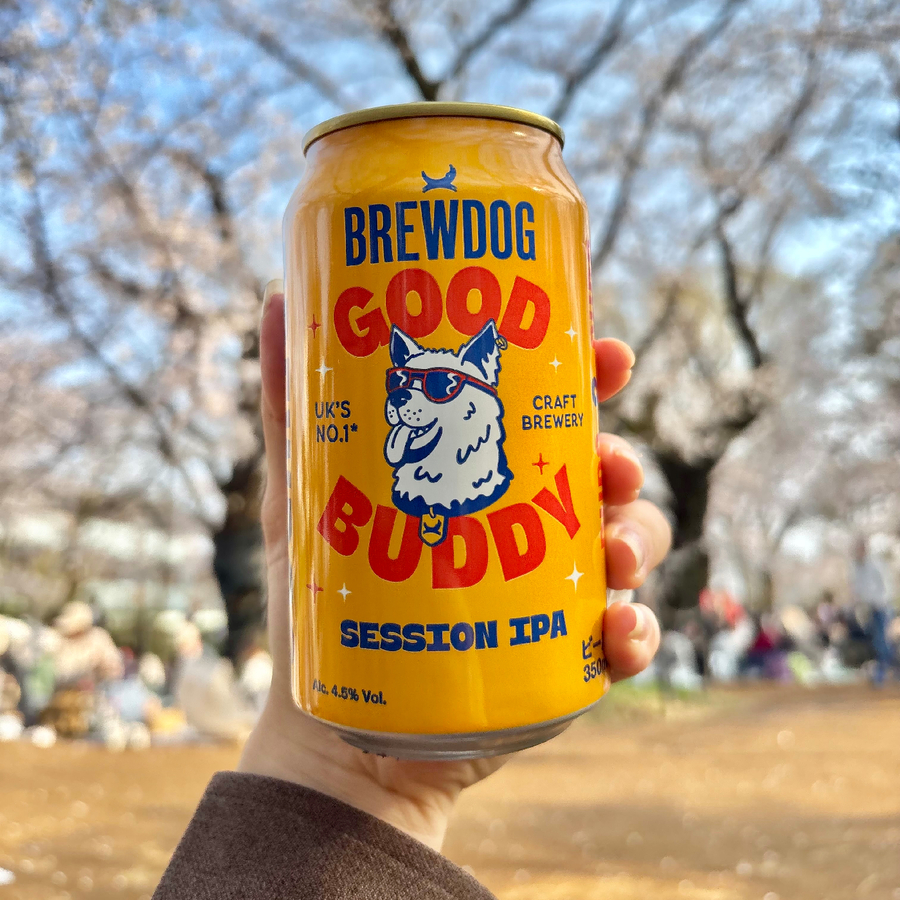 BREWDOG
GOOD
UK'S
NO.1*
CRAFT
BREWERY
BUDDY
SESSION IPA
Alc. 4.5% Vol.